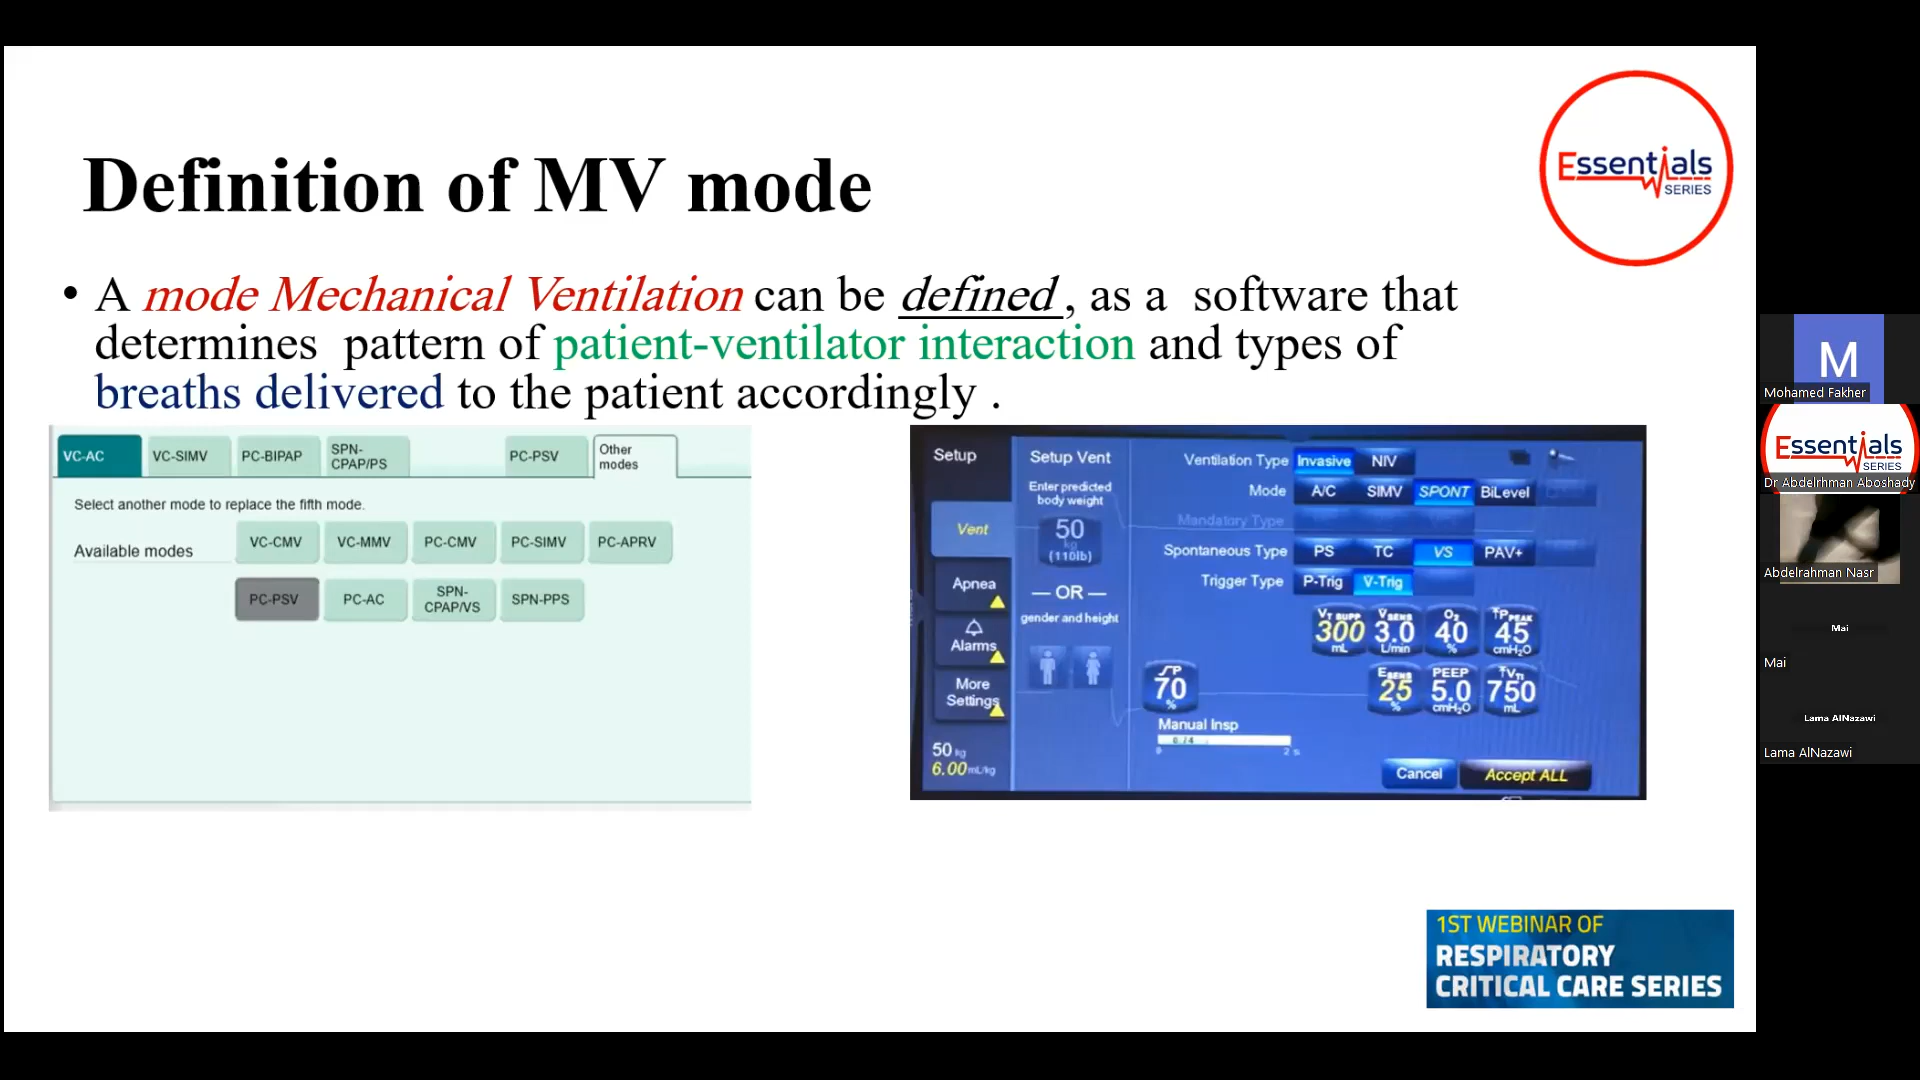 Definition of MV mode
Essentials
SERIES
• A mode Mechanical Ventilation can be defined , as a  software that
determines  pattern of patient-ventilator interaction and types of
breaths delivered to the patient accordingly .
VC-AC
VC-SIMV
PC-BIPAP
SPN-
CPAP/PS
PC-PSV
Other
modes
Select another mode to replace the fifth mode.
Available modes
VC-CMV
VC-MMV
PC-CMV
PC-SIMV
PC-APRV
PC-PSV
PC-AC
SPN-
CPAP/VS
SPN-PPS
Setup
Vent
Apnea
Alarms
More
Settings
50 kg
6.00 mL/kg
Setup Vent
Enter predicted
body weight
50
kg
(110lb)
— OR —
gender and height
Ventilation Type Invasive NIV
Mode A/C SIMV SPONT BiLevel
Mandatory Type
Spontaneous Type PS TC VS PAV+
Trigger Type P-Trig V̇-Trig
VT SUPP
300
mL
V̇SENS
3.0
L/min
O2
40
%
PPEAK
45
cmH2O
P
70
%
ESENS
25
%
PEEP
5.0
cmH2O
VTI
750
mL
Manual Insp
0 2 s
Cancel
Accept ALL
1ST WEBINAR OF
RESPIRATORY
CRITICAL CARE SERIES
M
Mohamed Fakher
Essentials
SERIES
Dr Abdelrhman Aboshady
Abdelrahman Nasr
Mai
Mai
Lama AlNazawi
Lama AlNazawi